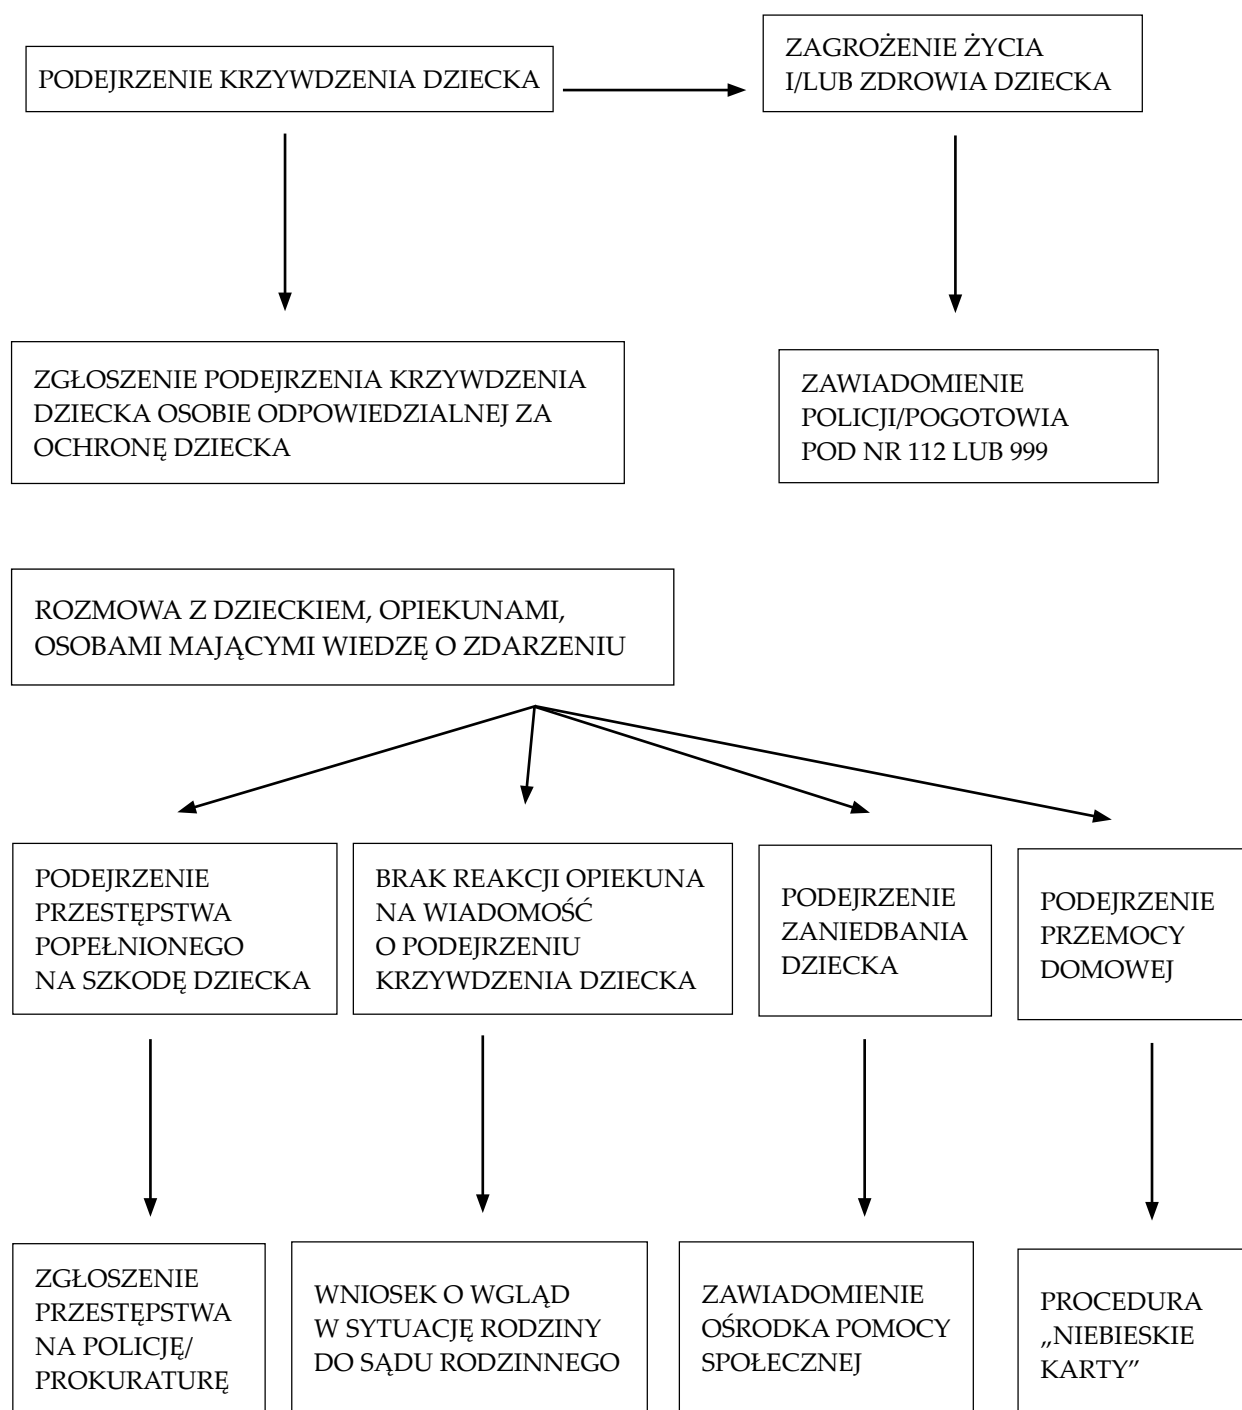 PODEJRZENIE KRZYWDZENIA DZIECKA
ZAGROŻENIE ŻYCIA
I/LUB ZDROWIA DZIECKA
ZGŁOSZENIE PODEJRZENIA KRZYWDZENIA
DZIECKA OSOBIE ODPOWIEDZIALNEJ ZA
OCHRONĘ DZIECKA
ZAWIADOMIENIE
POLICJI/POGOTOWIA
POD NR 112 LUB 999
ROZMOWA Z DZIECKIEM, OPIEKUNAMI,
OSOBAMI MAJĄCYMI WIEDZĘ O ZDARZENIU
PODEJRZENIE
PRZESTĘPSTWA
POPEŁNIONEGO
NA SZKODĘ DZIECKA
BRAK REAKCJI OPIEKUNA
NA WIADOMOŚĆ
O PODEJRZENIU
KRZYWDZENIA DZIECKA
PODEJRZENIE
ZANIEDBANIA
DZIECKA
PODEJRZENIE
PRZEMOCY
DOMOWEJ
ZGŁOSZENIE
PRZESTĘPSTWA
NA POLICJĘ/
PROKURATURĘ
WNIOSEK O WGLĄD
W SYTUACJĘ RODZINY
DO SĄDU RODZINNEGO
ZAWIADOMIENIE
OŚRODKA POMOCY
SPOŁECZNEJ
PROCEDURA
„NIEBIESKIE
KARTY”